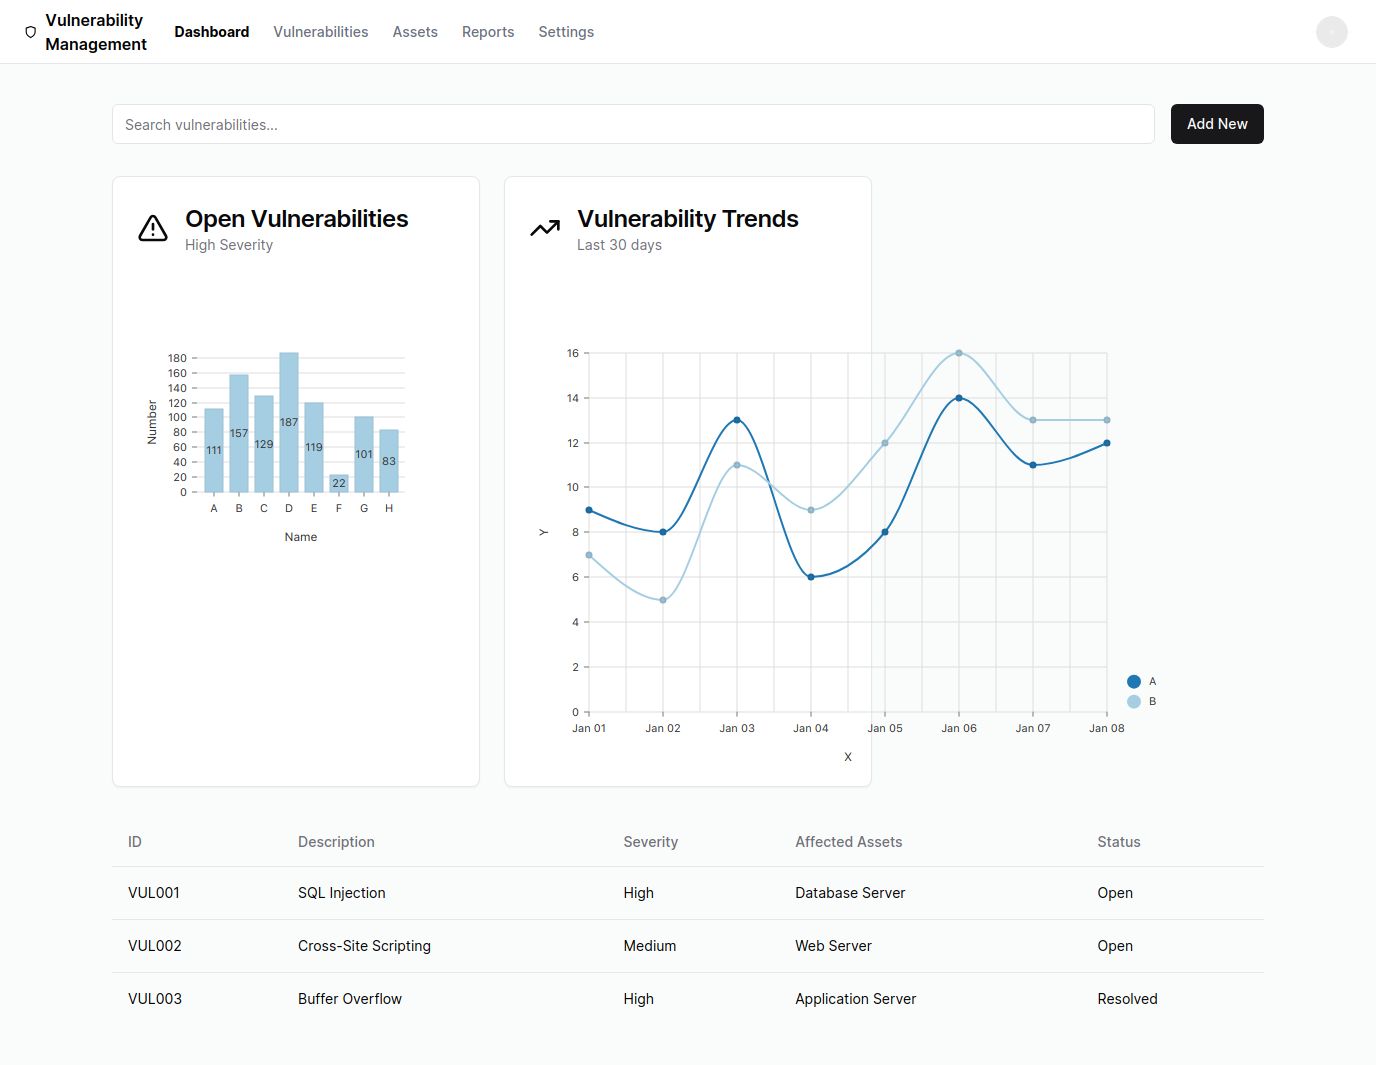 Vulnerability
Management
Dashboard Vulnerabilities Assets Reports Settings
Search vulnerabilities...
Add New
Open Vulnerabilities
High Severity
180
160
140
120
100
80
60
40
20
0
Number
111 157 129 187 119 22 101 83
A B C D E F G H
Name
Vulnerability Trends
Last 30 days
16
14
12
10
8
6
4
2
0
Y
Jan 01 Jan 02 Jan 03 Jan 04 Jan 05 Jan 06 Jan 07 Jan 08
X
A
B
ID Description Severity Affected Assets Status
VUL001 SQL Injection High Database Server Open
VUL002 Cross-Site Scripting Medium Web Server Open
VUL003 Buffer Overflow High Application Server Resolved